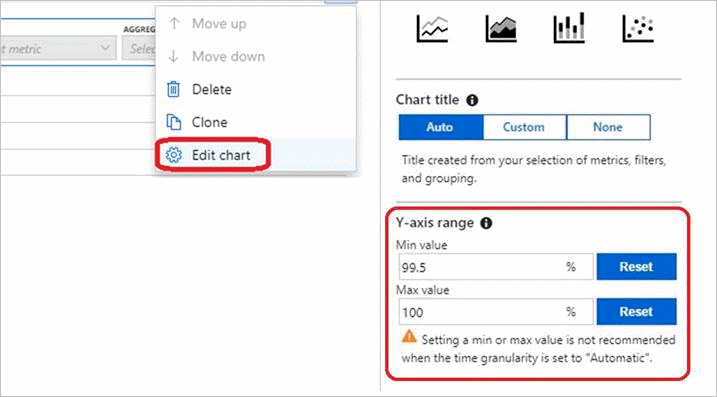 Move up
AGGREG
t metric
Selec
Move down
Delete
Clone
Edit chart
Chart title
Auto
Custom
None
Title created from your selection of metrics, filters,
and grouping.
Y-axis range
Min value
99.5 %
Reset
Max value
100 %
Reset
Setting a min or max value is not recommended
when the time granularity is set to "Automatic".